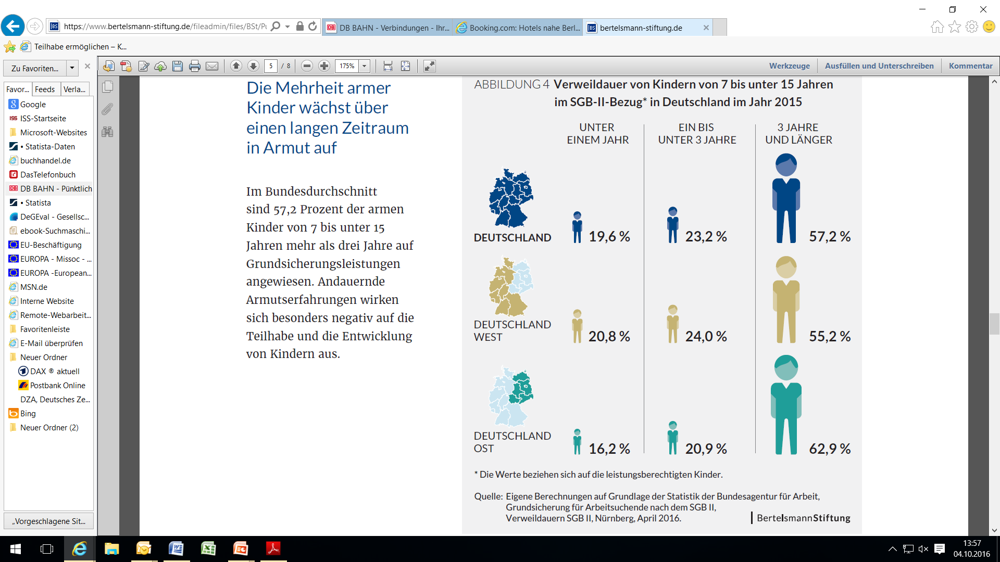 https://www.bertelsmann-stiftung.de/fileadmin/files/BSt/Pu
DB BAHN - Verbindungen - Ihr...
Booking.com: Hotels nahe Berl...
bertelsmann-stiftung.de
Teilhabe ermöglichen – K...
Zu Favoriten...
5 / 8
175%
Werkzeuge
Ausfüllen und Unterschreiben
Kommentar
Favor...
Feeds
Verla...
Google
ISS-Startseite
Microsoft-Websites
• Statista-Daten
buchhandel.de
DasTelefonbuch
DB BAHN - Pünktlich
• Statista
DeGEval - Gesellsc...
ebook-Suchmaschi...
EU-Beschäftigung
EUROPA - Missoc - ...
EUROPA -European...
MSN.de
Interne Website
Remote-Webarbeit...
Favoritenleiste
E-Mail überprüfen
Neuer Ordner
DAX ® aktuell
Postbank Online
DZA, Deutsches Ze...
Bing
Neuer Ordner (2)
„Vorgeschlagene Sit...
Die Mehrheit armer
Kinder wächst über
einen langen Zeitraum
in Armut auf
Im Bundesdurchschnitt
sind 57,2 Prozent der armen
Kinder von 7 bis unter 15
Jahren mehr als drei Jahre auf
Grundsicherungsleistungen
angewiesen. Andauernde
Armutserfahrungen wirken
sich besonders negativ auf die
Teilhabe und die Entwicklung
von Kindern aus.
ABBILDUNG 4 Verweildauer von Kindern von 7 bis unter 15 Jahren
im SGB-II-Bezug* in Deutschland im Jahr 2015
UNTER
EINEM JAHR
EIN BIS
UNTER 3 JAHRE
3 JAHRE
UND LÄNGER
DEUTSCHLAND
19,6 %
23,2 %
57,2 %
DEUTSCHLAND
WEST
20,8 %
24,0 %
55,2 %
DEUTSCHLAND
OST
16,2 %
20,9 %
62,9 %
* Die Werte beziehen sich auf die leistungsberechtigten Kinder.
Quelle: Eigene Berechnungen auf Grundlage der Statistik der Bundesagentur für Arbeit,
Grundsicherung für Arbeitsuchende nach dem SGB II,
Verweildauern SGB II, Nürnberg, April 2016.
BertelsmannStiftung
13:57
04.10.2016